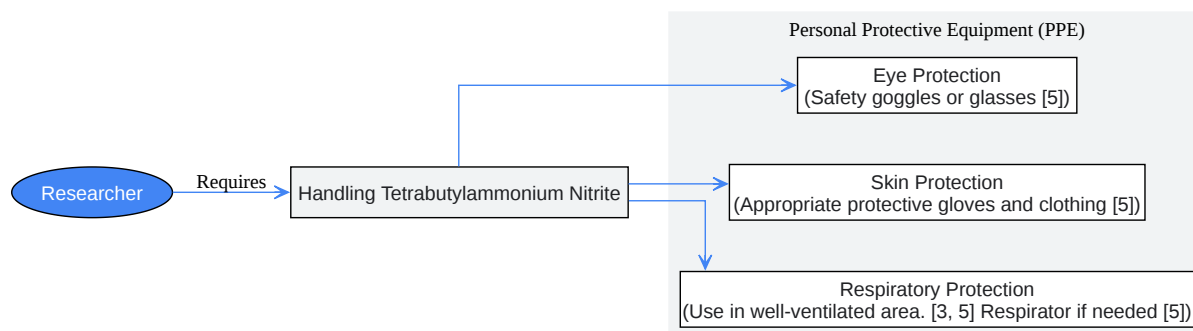 Personal Protective Equipment (PPE)
Eye Protection
(Safety goggles or glasses [5])
Researcher
Requires
Handling Tetrabutylammonium Nitrite
Skin Protection
(Appropriate protective gloves and clothing [5])
Respiratory Protection
(Use in well-ventilated area. [3, 5] Respirator if needed [5])